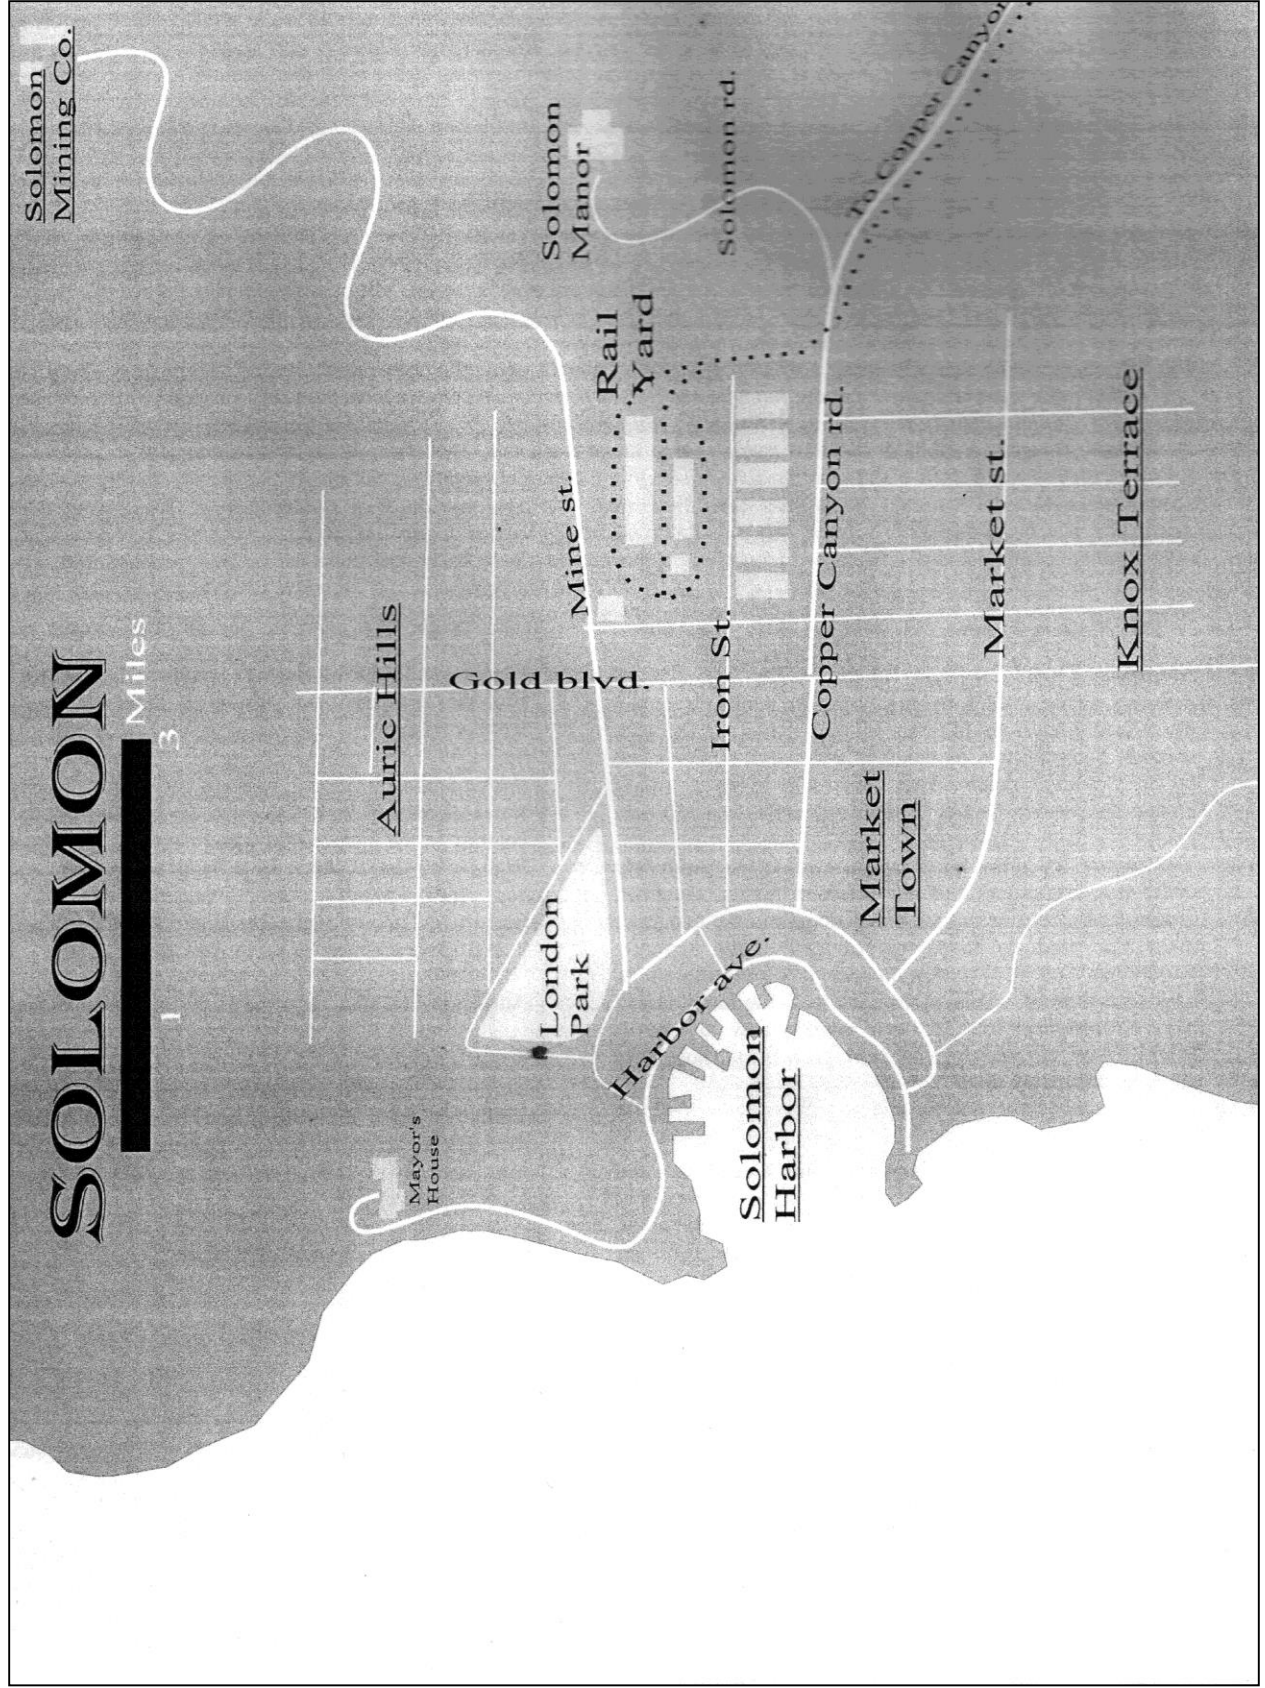 SOLOMON
Miles
1
3
Solomon
Mining Co.
Auric Hills
Mayor's
House
Gold blvd.
London
Park
Mine st.
Solomon
Manor
Rail
Yard
Harbor ave.
Iron St.
Solomon rd.
Solomon
Harbor
Copper Canyon rd.
To Copper Canyon
Market
Town
Market st.
Knox Terrace